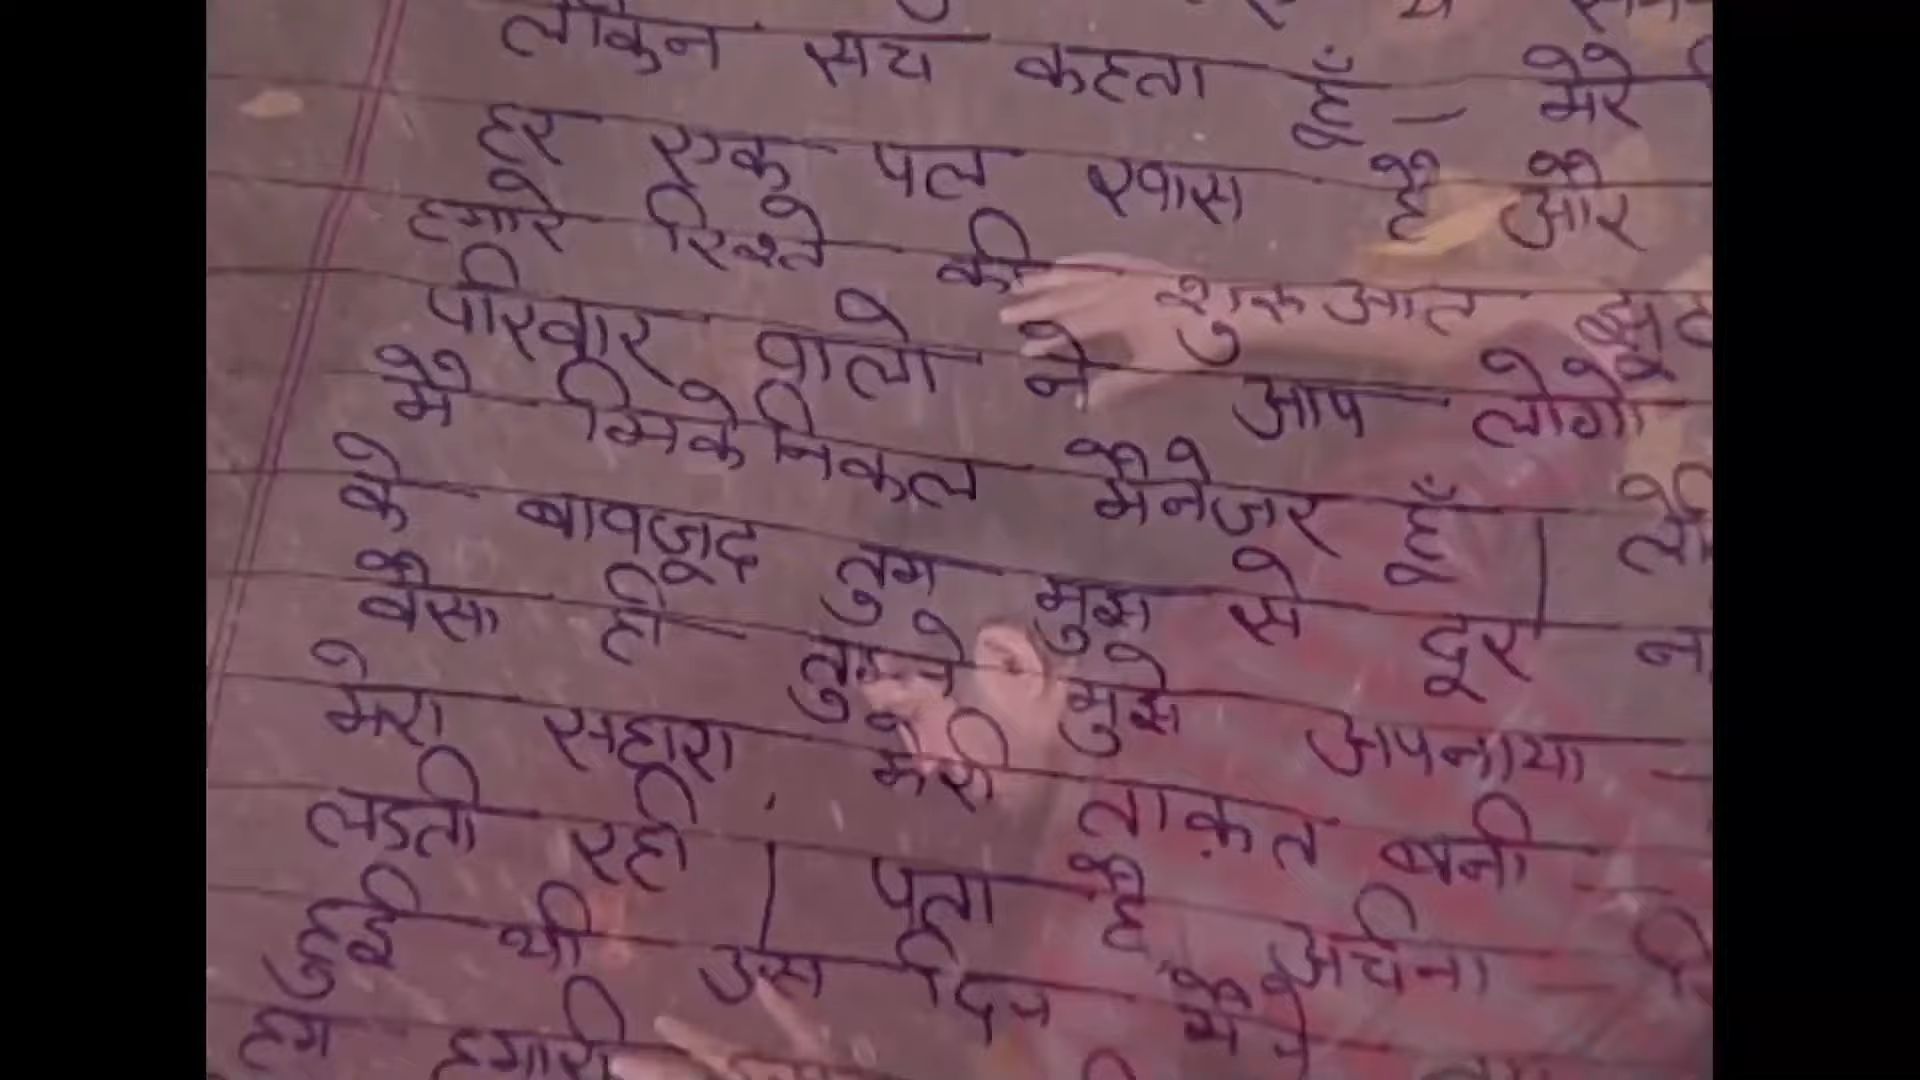 लेकिन सच कहता हूँ - मेरे
हर एक पल खास है और
हमारे रिश्ते की शुरुआत झूठ
परिवार वालो ने आप लोगो
मैं मिकेनिकल मैनेजर हूँ |
के बावजूद तुम मुझ से दूर
वैसा ही तुमने मुझे अपनाया -
मेरा सहारा मेरी ताक़त बनी
लडती रही | पता है अर्चना
हुई थी उस दिन मैंने
हम हमारी